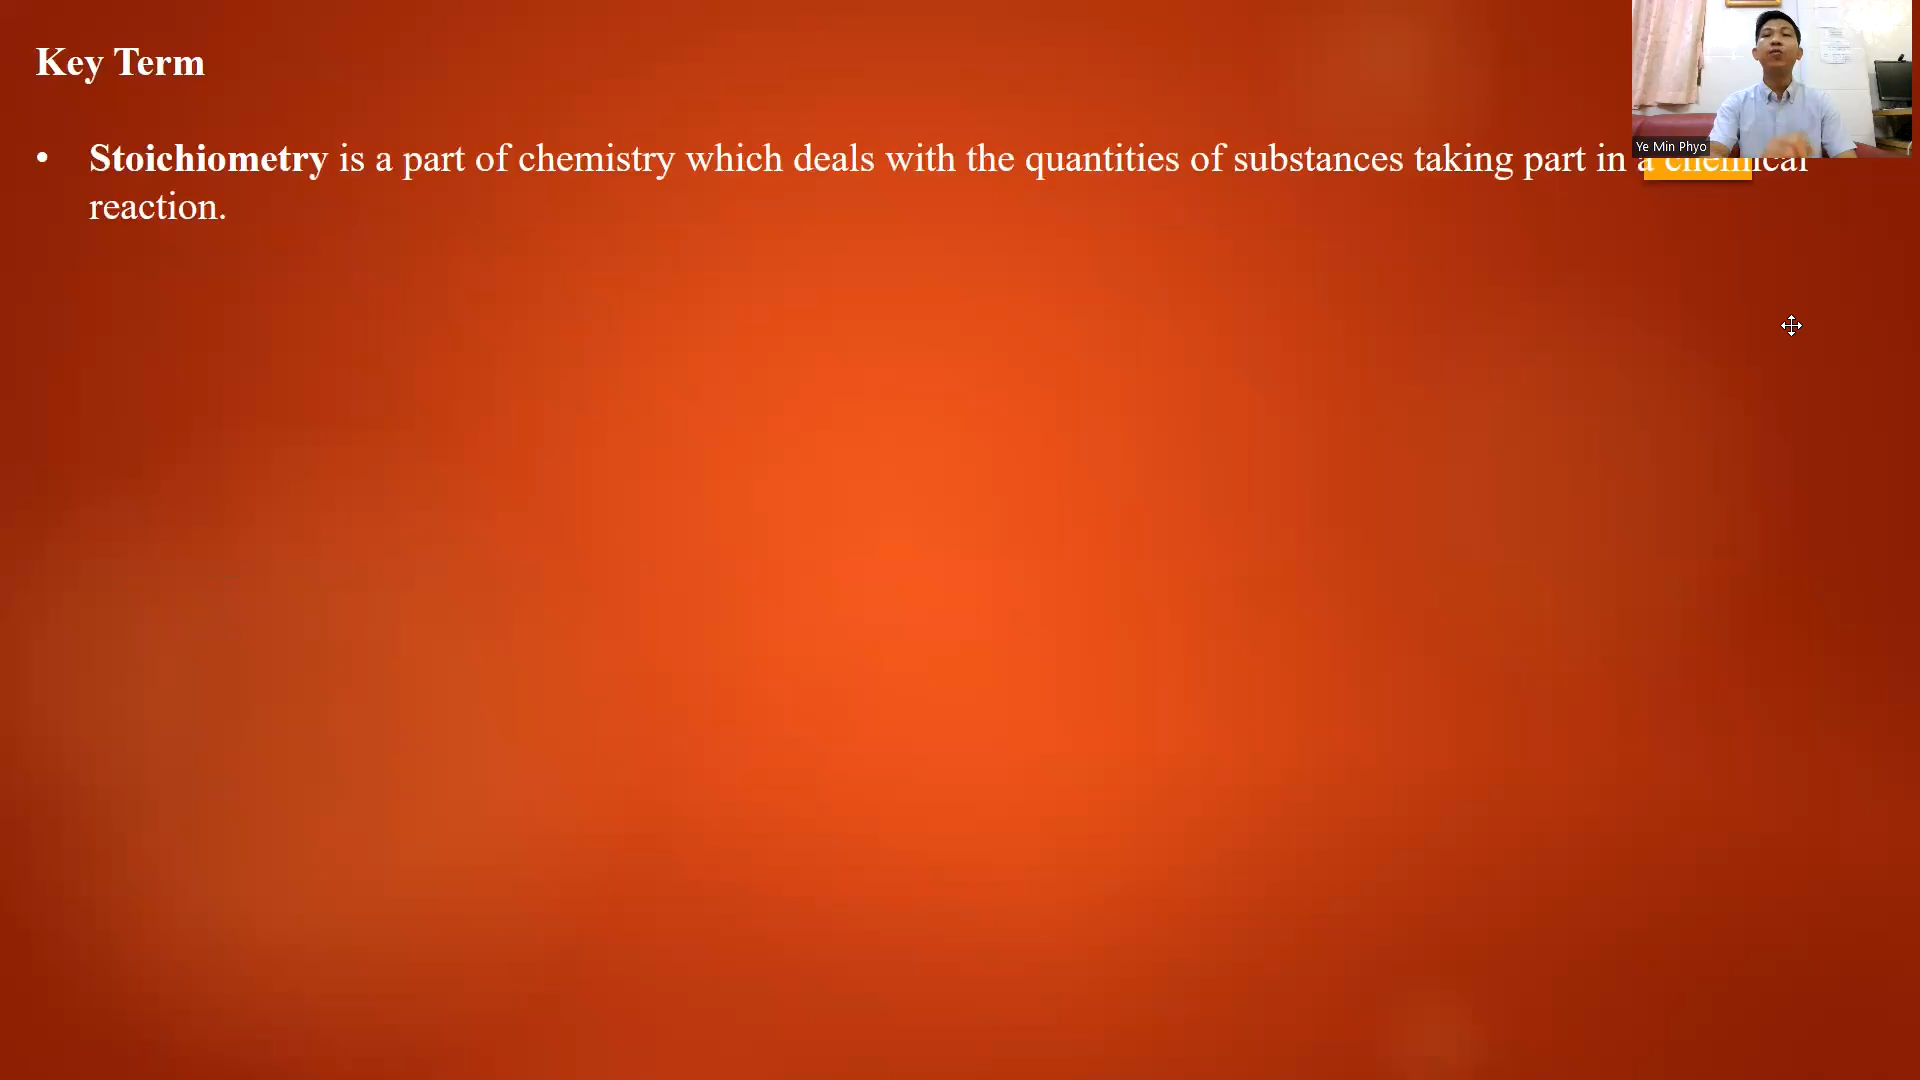 Key Term
• Stoichiometry is a part of chemistry which deals with the quantities of substances taking part in a chemical
reaction.
Ye Min Phyo